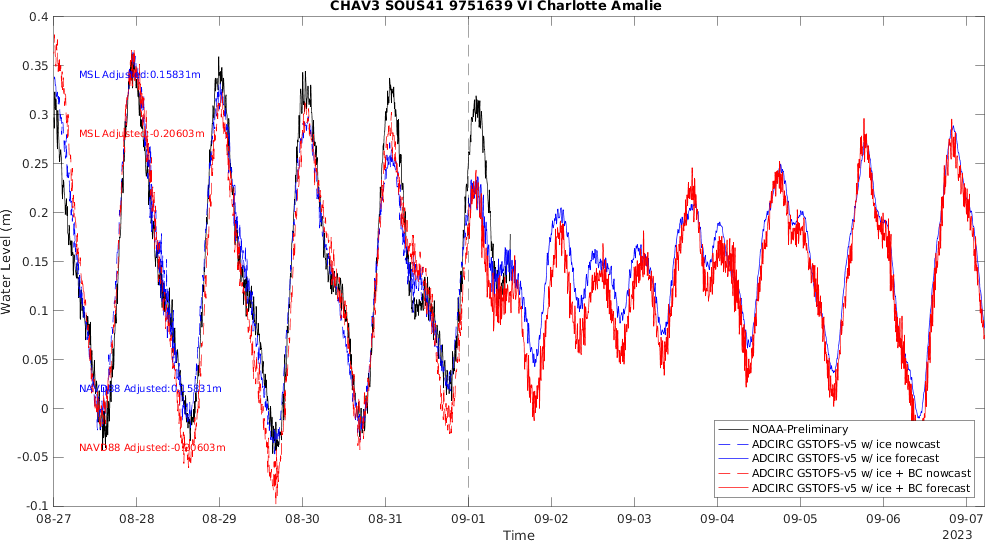 CHAV3 SOUS41 9751639 VI Charlotte Amalie
0.4
0.35
0.3
0.25
0.2
0.15
0.1
0.05
0
-0.05
-0.1
Water Level (m)
MSL Adjusted:0.15831m
MSL Adjusted:-0.20603m
NAVD88 Adjusted:0.15831m
NAVD88 Adjusted:-0.20603m
NOAA-Preliminary
ADCIRC GSTOFS-v5 w/ ice nowcast
ADCIRC GSTOFS-v5 w/ ice forecast
ADCIRC GSTOFS-v5 w/ ice + BC nowcast
ADCIRC GSTOFS-v5 w/ ice + BC forecast
08-27 08-28 08-29 08-30 08-31 09-01 09-02 09-03 09-04 09-05 09-06 09-07
Time
2023